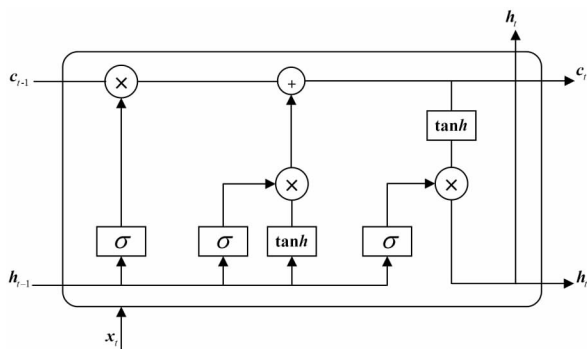 h_t
c_{t-1} × + c_t
tanh
× ×
σ σ tanh σ
h_{t-1} h_t
x_t